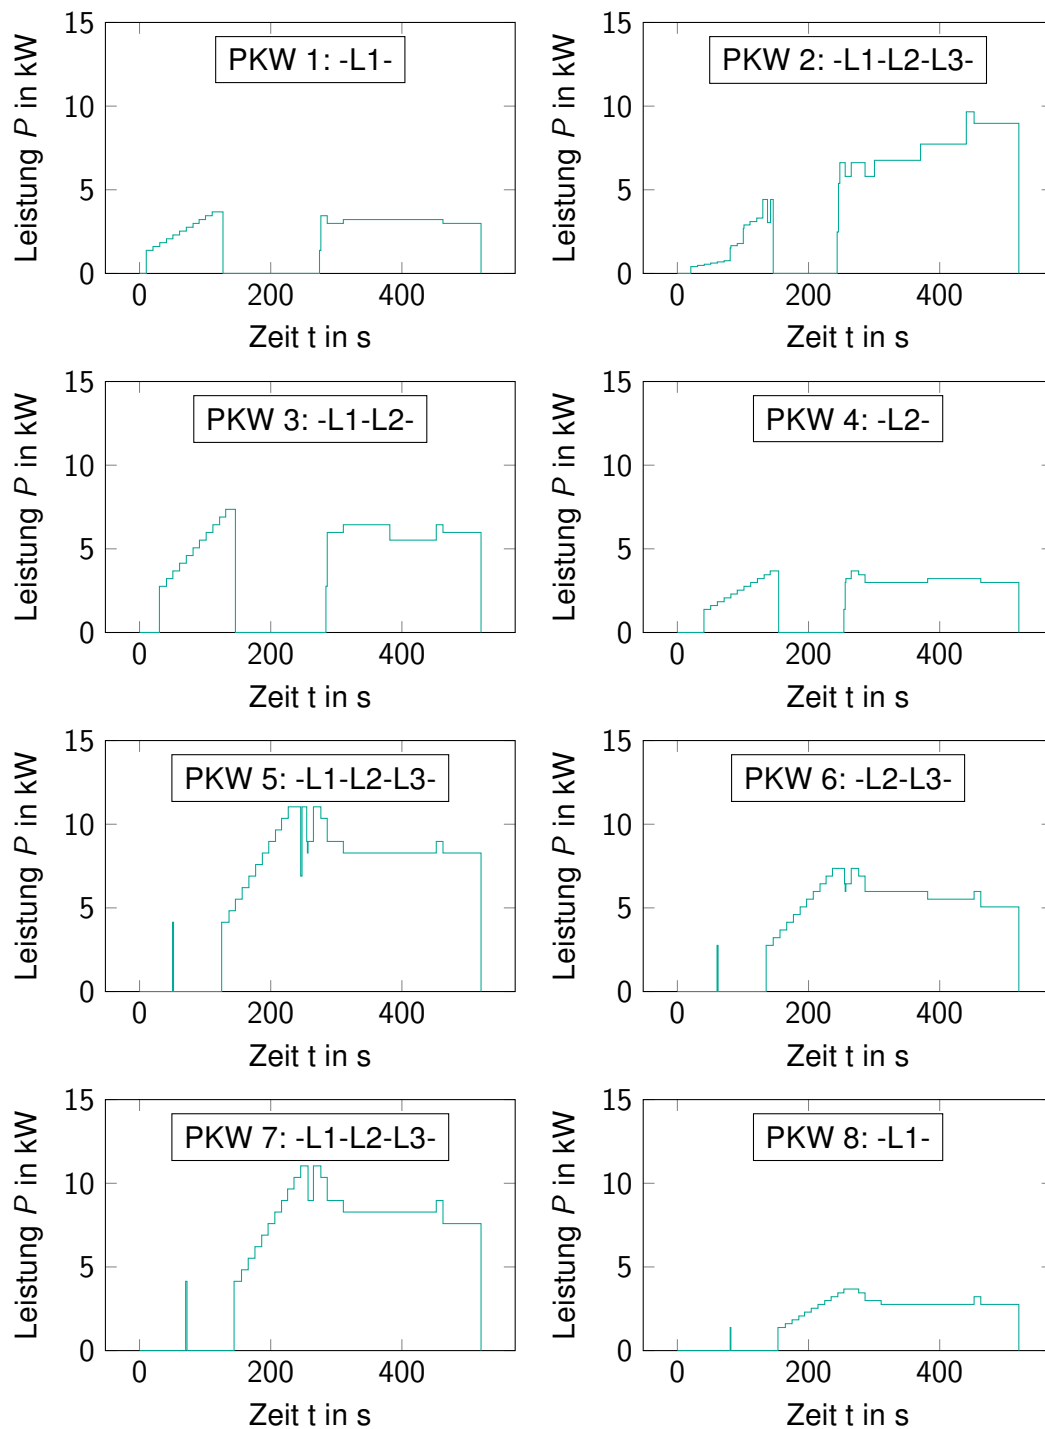 15
10
5
0
Leistung P in kW
PKW 1: -L1-
0 200 400
Zeit t in s
15
10
5
0
Leistung P in kW
PKW 2: -L1-L2-L3-
0 200 400
Zeit t in s
15
10
5
0
Leistung P in kW
PKW 3: -L1-L2-
0 200 400
Zeit t in s
15
10
5
0
Leistung P in kW
PKW 4: -L2-
0 200 400
Zeit t in s
15
10
5
0
Leistung P in kW
PKW 5: -L1-L2-L3-
0 200 400
Zeit t in s
15
10
5
0
Leistung P in kW
PKW 6: -L2-L3-
0 200 400
Zeit t in s
15
10
5
0
Leistung P in kW
PKW 7: -L1-L2-L3-
0 200 400
Zeit t in s
15
10
5
0
Leistung P in kW
PKW 8: -L1-
0 200 400
Zeit t in s